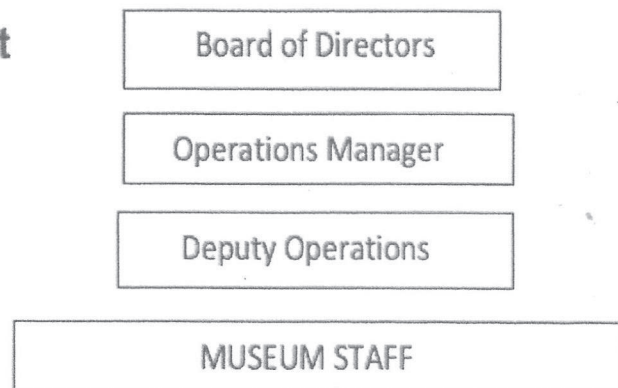 Board of Directors
Operations Manager
Deputy Operations
MUSEUM STAFF